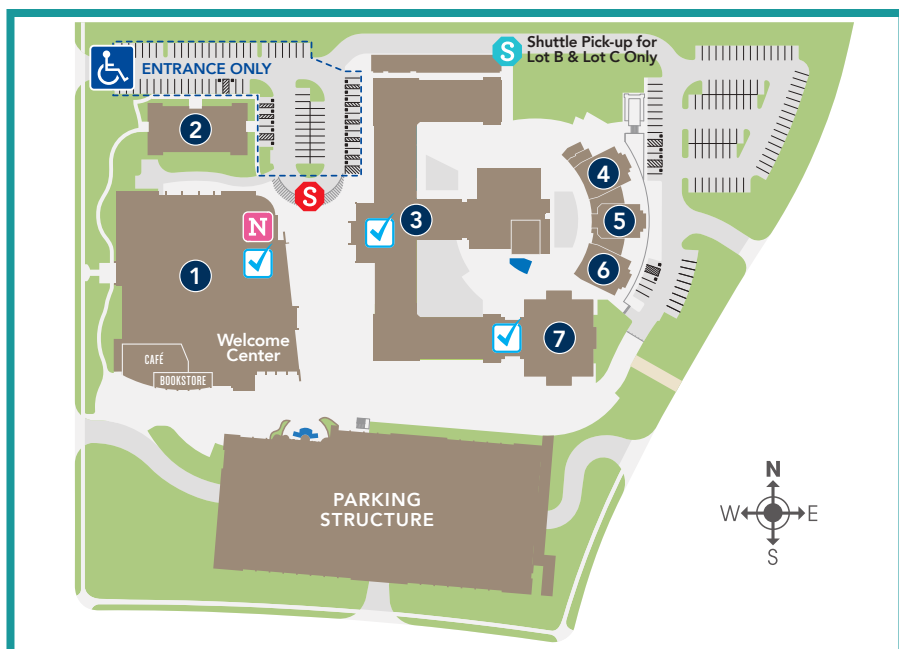 S
Shuttle Pick-up for
Lot B & Lot C Only
ENTRANCE ONLY
2
4
S
3
5
N
1
6
Welcome
Center
7
CAFÉ
BOOKSTORE
PARKING
STRUCTURE
N
W
E
S